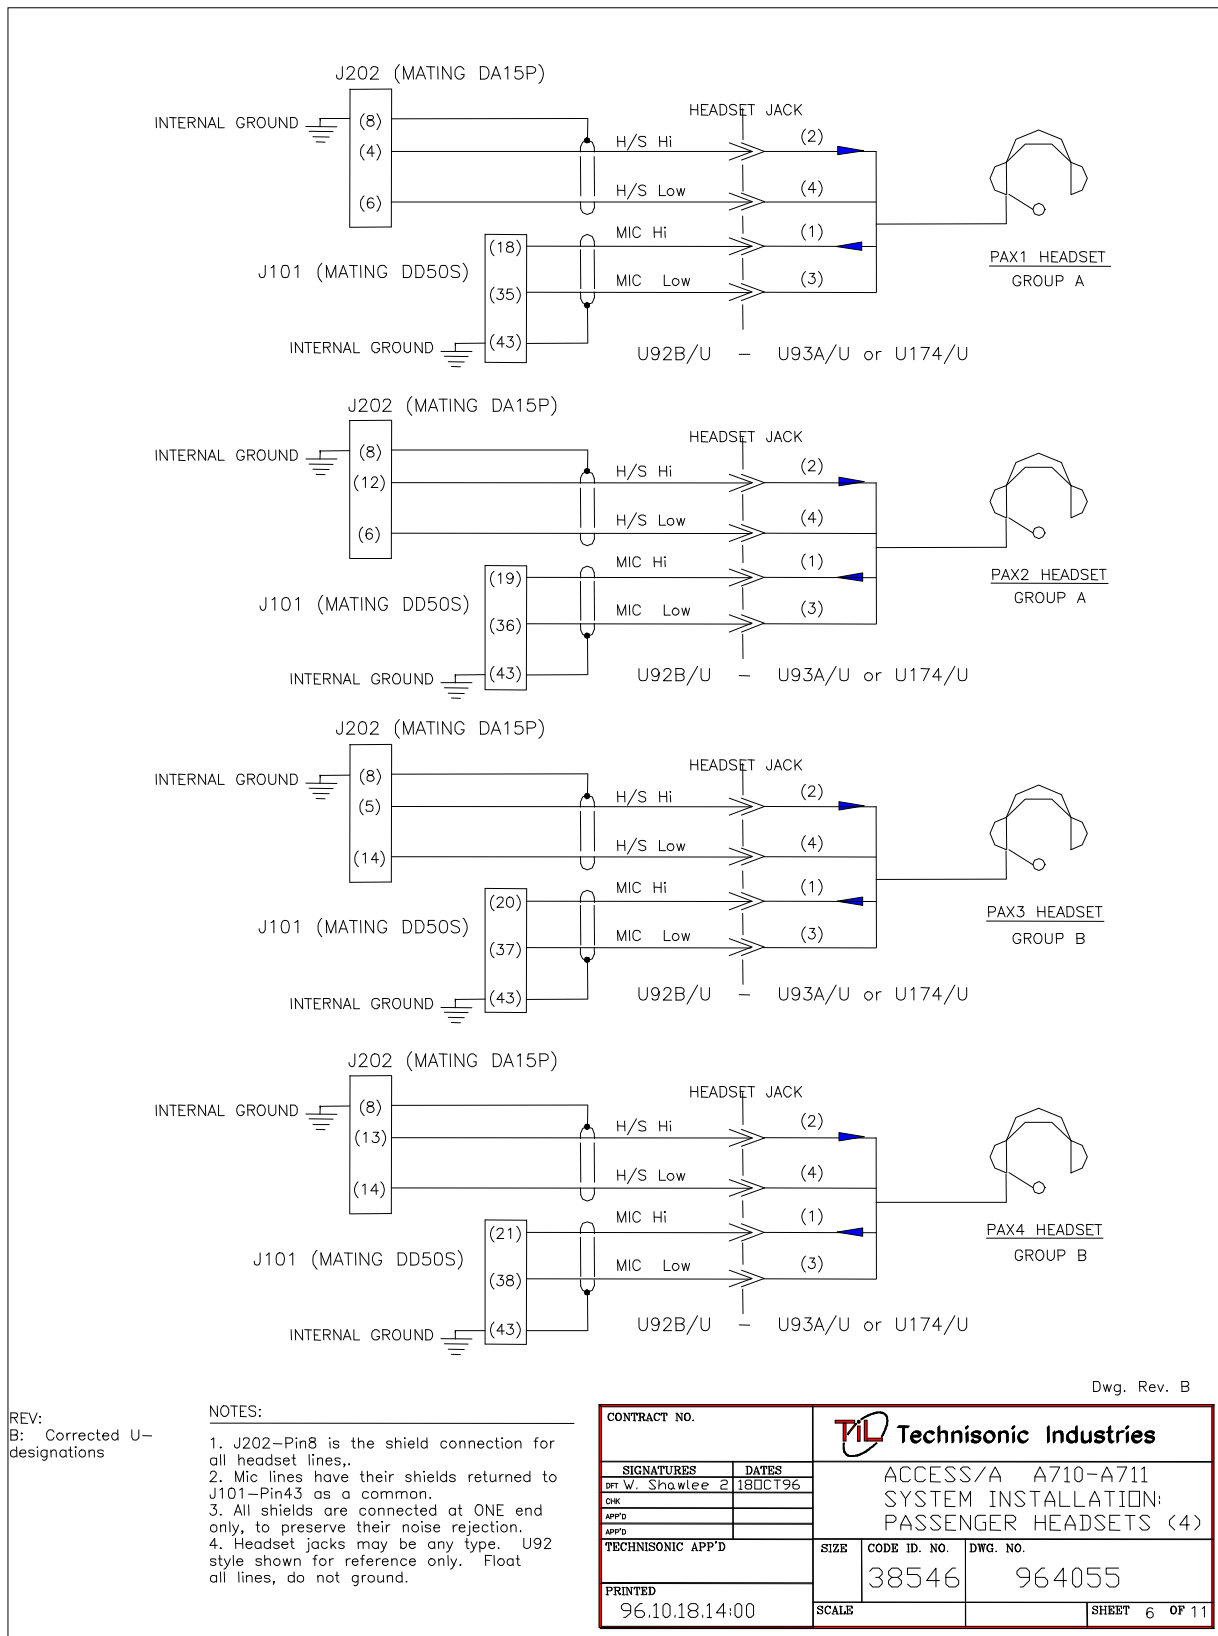 J202 (MATING DA15P)
INTERNAL GROUND
(8)
(4)
(6)
HEADSET JACK
H/S Hi
(2)
H/S Low
(4)
MIC Hi
(1)
MIC Low
(3)
J101 (MATING DD50S)
(18)
(35)
(43)
INTERNAL GROUND
U92B/U - U93A/U or U174/U
PAX1 HEADSET
GROUP A
J202 (MATING DA15P)
INTERNAL GROUND
(8)
(12)
(6)
HEADSET JACK
H/S Hi
(2)
H/S Low
(4)
MIC Hi
(1)
MIC Low
(3)
J101 (MATING DD50S)
(19)
(36)
(43)
INTERNAL GROUND
U92B/U - U93A/U or U174/U
PAX2 HEADSET
GROUP A
J202 (MATING DA15P)
INTERNAL GROUND
(8)
(5)
(14)
HEADSET JACK
H/S Hi
(2)
H/S Low
(4)
MIC Hi
(1)
MIC Low
(3)
J101 (MATING DD50S)
(20)
(37)
(43)
INTERNAL GROUND
U92B/U - U93A/U or U174/U
PAX3 HEADSET
GROUP B
J202 (MATING DA15P)
INTERNAL GROUND
(8)
(13)
(14)
HEADSET JACK
H/S Hi
(2)
H/S Low
(4)
MIC Hi
(1)
MIC Low
(3)
J101 (MATING DD50S)
(21)
(38)
(43)
INTERNAL GROUND
U92B/U - U93A/U or U174/U
PAX4 HEADSET
GROUP B
Dwg. Rev. B
REV:
B: Corrected U-
designations
NOTES:
1. J202-Pin8 is the shield connection for
all headset lines,.
2. Mic lines have their shields returned to
J101-Pin43 as a common.
3. All shields are connected at ONE end
only, to preserve their noise rejection.
4. Headset jacks may be any type. U92
style shown for reference only. Float
all lines, do not ground.
CONTRACT NO.
SIGNATURES DATES
DFT W. Shawlee 2 18OCT96
CHK
APP'D
APP'D
TECHNISONIC APP'D
PRINTED
96.10.18.14:00
TiL Technisonic Industries
ACCESS/A A710-A711
SYSTEM INSTALLATION:
PASSENGER HEADSETS (4)
SIZE CODE ID. NO. DWG. NO.
38546 964055
SCALE SHEET 6 OF 11